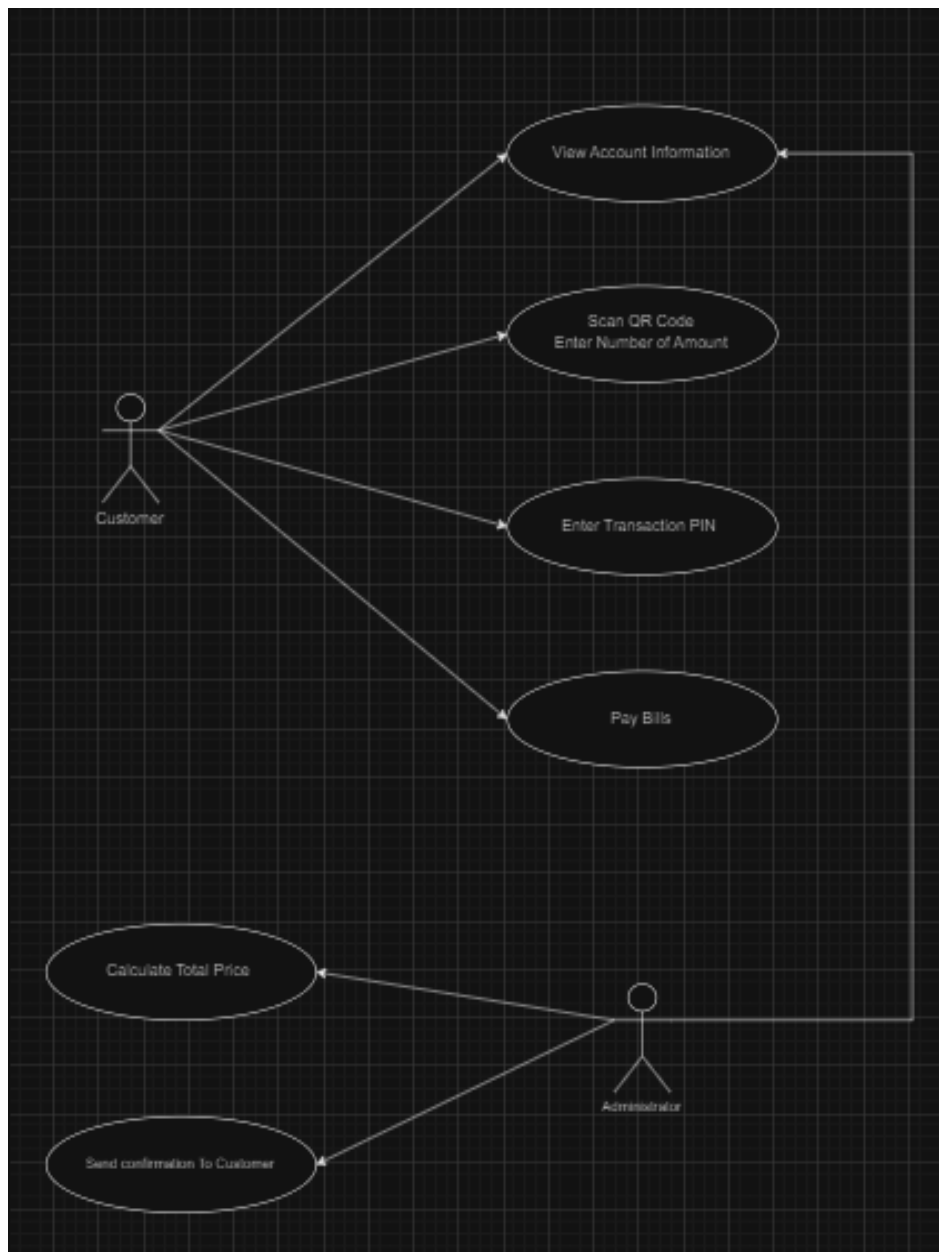 View Account Information
Scan QR Code
Enter Number of Amount
Customer
Enter Transaction PIN
Pay Bills
Calculate Total Price
Administrator
Send confirmation To Customer